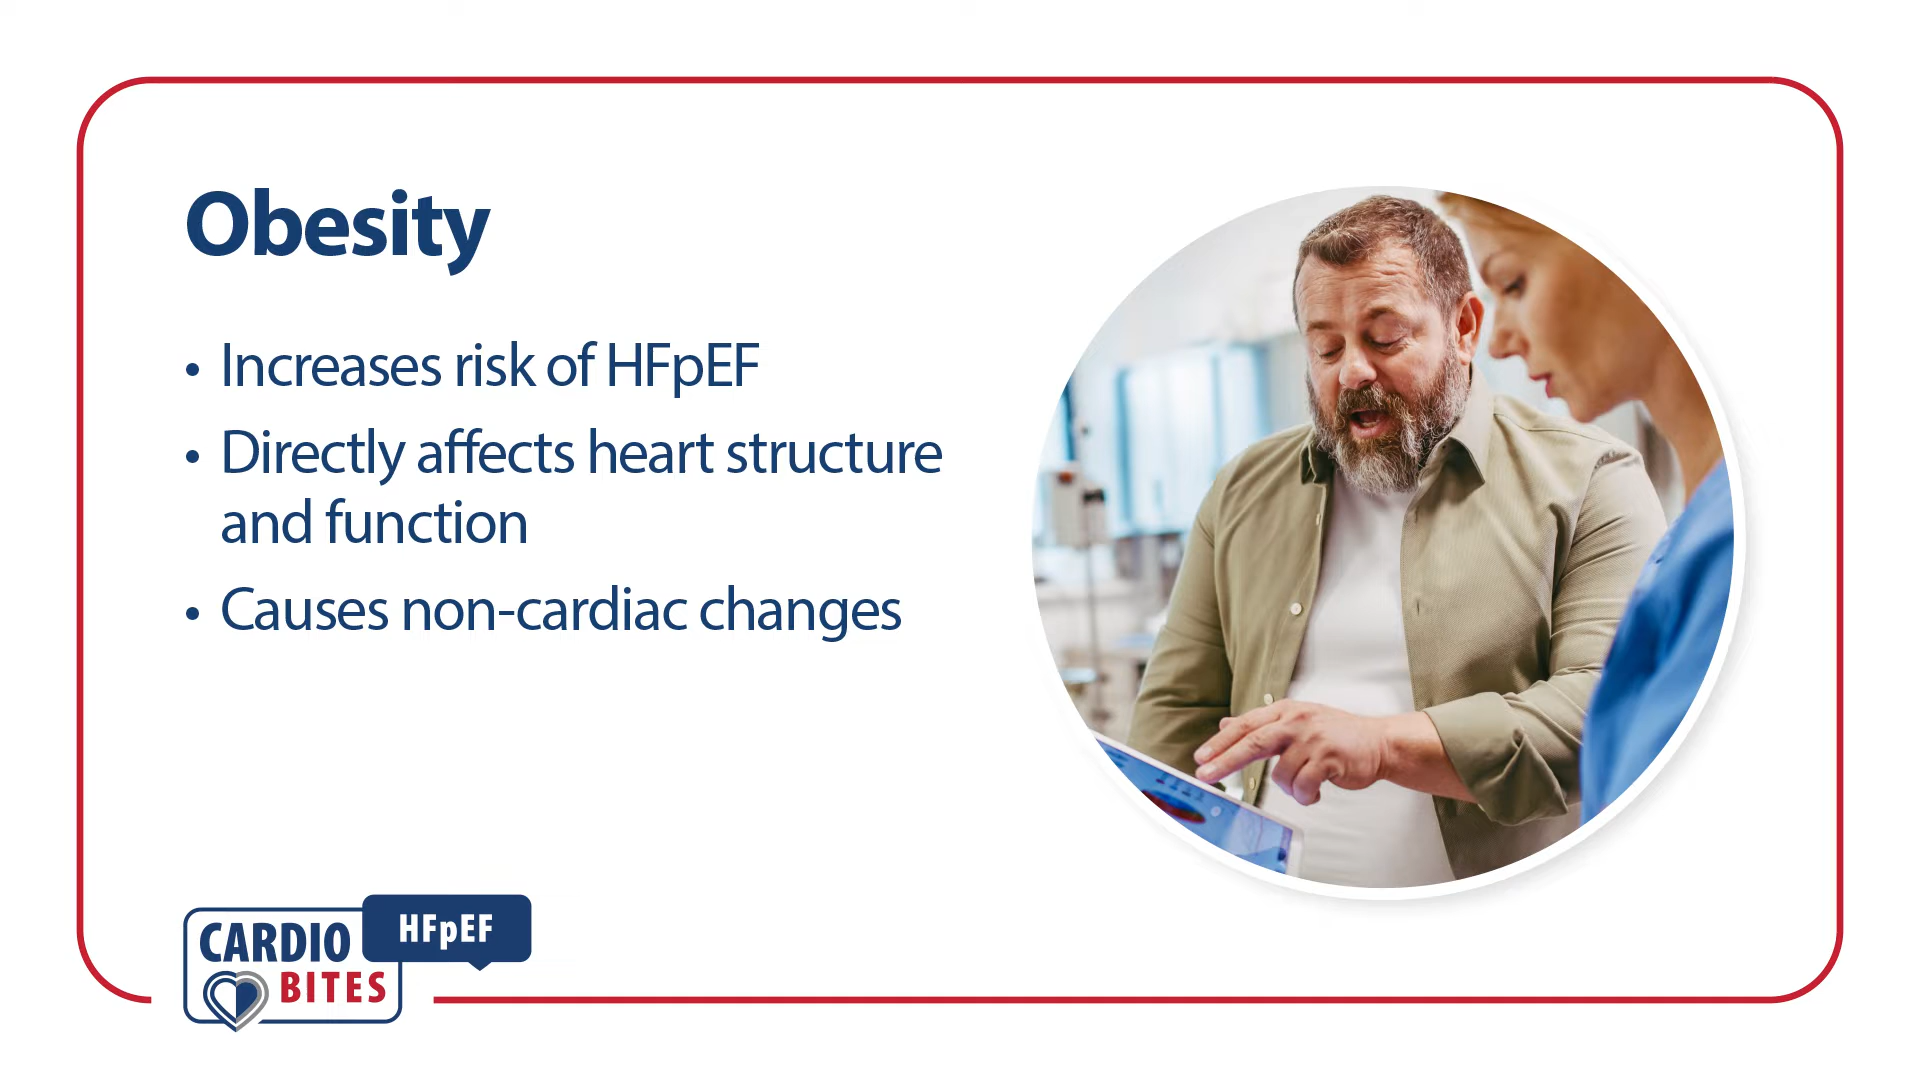 Obesity
• Increases risk of HFpEF
• Directly affects heart structure
and function
• Causes non-cardiac changes
CARDIO
HFpEF
BITES